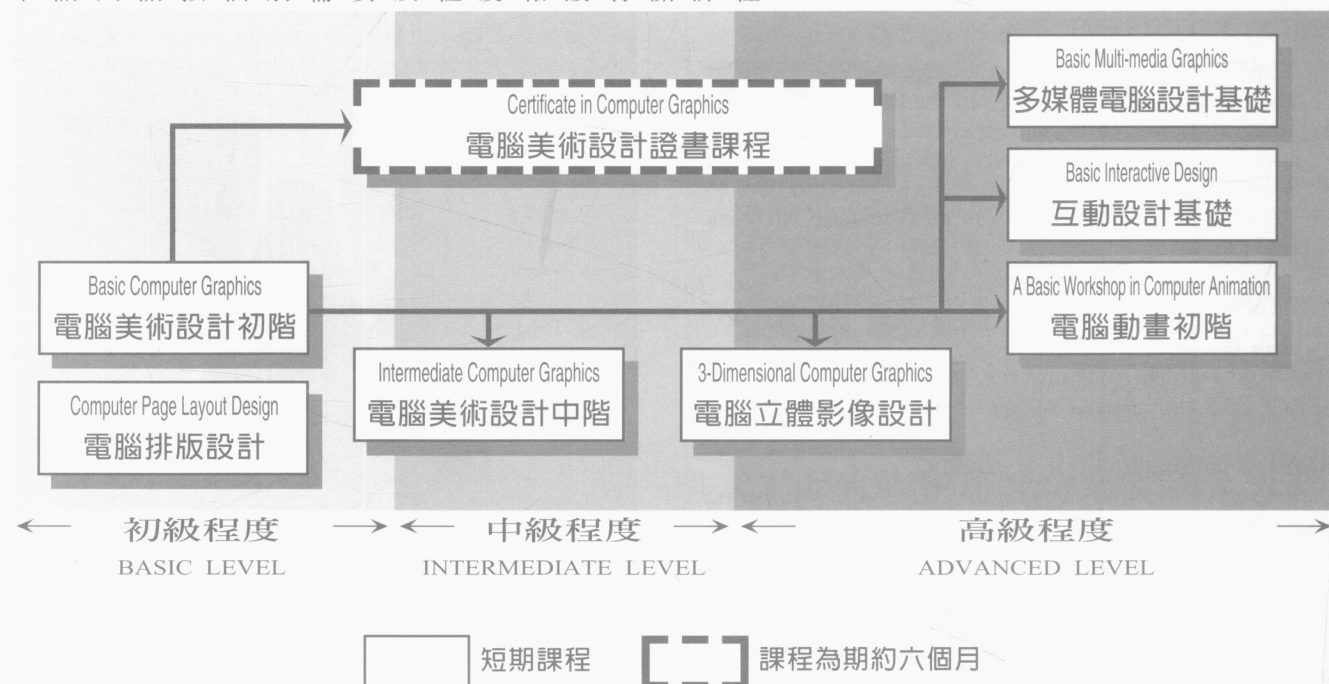 Certificate in Computer Graphics
電腦美術設計證書課程
Basic Multi-media Graphics
多媒體電腦設計基礎
Basic Interactive Design
互動設計基礎
Basic Computer Graphics
電腦美術設計初階
A Basic Workshop in Computer Animation
電腦動畫初階
Intermediate Computer Graphics
電腦美術設計中階
3-Dimensional Computer Graphics
電腦立體影像設計
Computer Page Layout Design
電腦排版設計
初級程度
BASIC LEVEL
中級程度
INTERMEDIATE LEVEL
高級程度
ADVANCED LEVEL
短期課程
課程為期約六個月